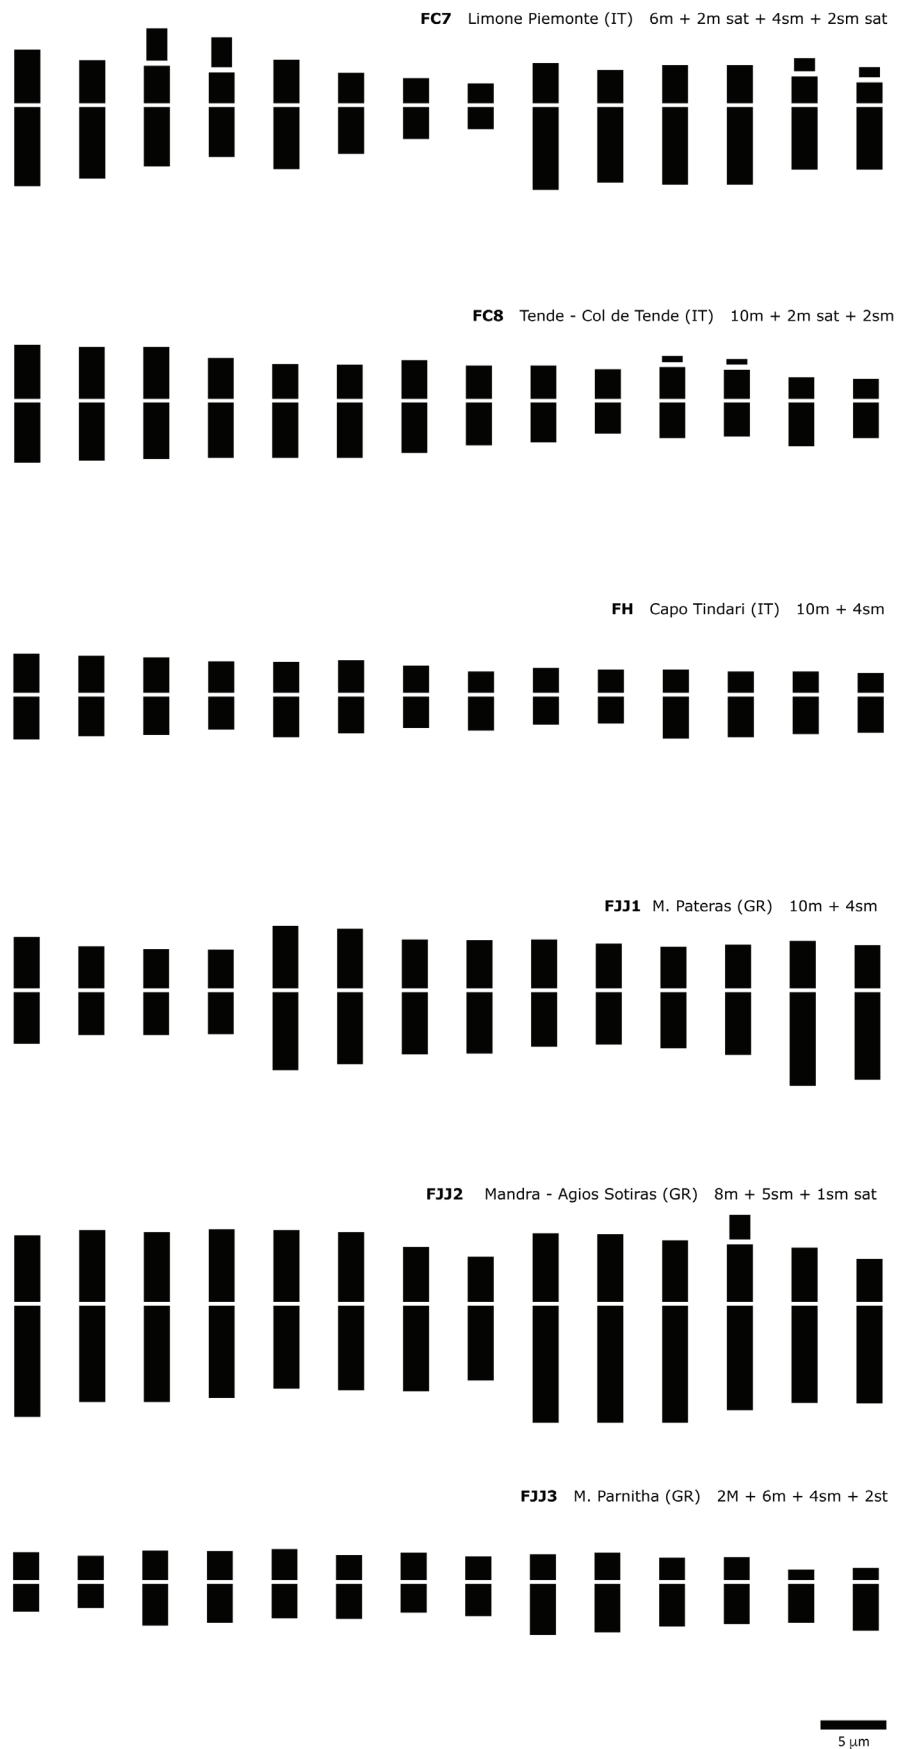 FC7 Limone Piemonte (IT) 6m + 2m sat + 4sm + 2sm sat
FC8 Tende - Col de Tende (IT) 10m + 2m sat + 2sm
FH Capo Tindari (IT) 10m + 4sm
FJJ1 M. Pateras (GR) 10m + 4sm
FJJ2 Mandra - Agios Sotiras (GR) 8m + 5sm + 1sm sat
FJJ3 M. Parnitha (GR) 2M + 6m + 4sm + 2st
5 µm